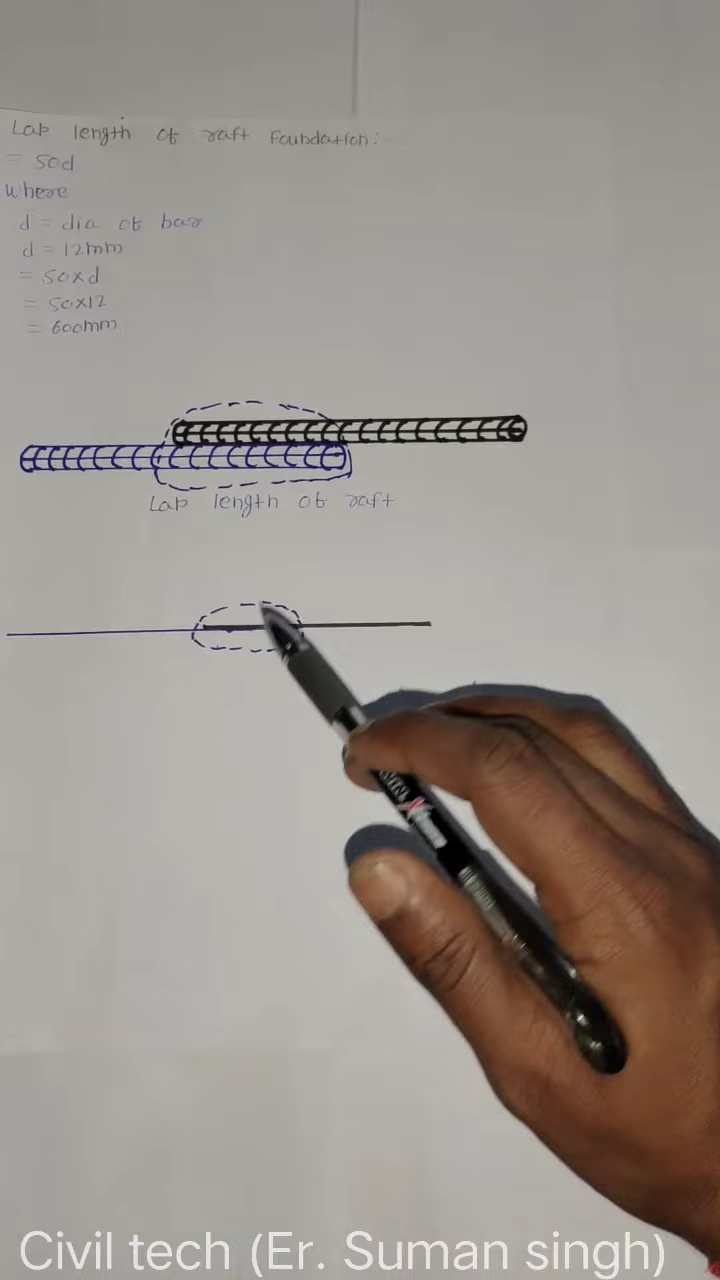 Lap length of raft foundation:-
= 50d
where
d = dia of bar
d = 12mm
= 50xd
= 50x12
= 600mm
Lap length of raft
Civil tech (Er. Suman singh)